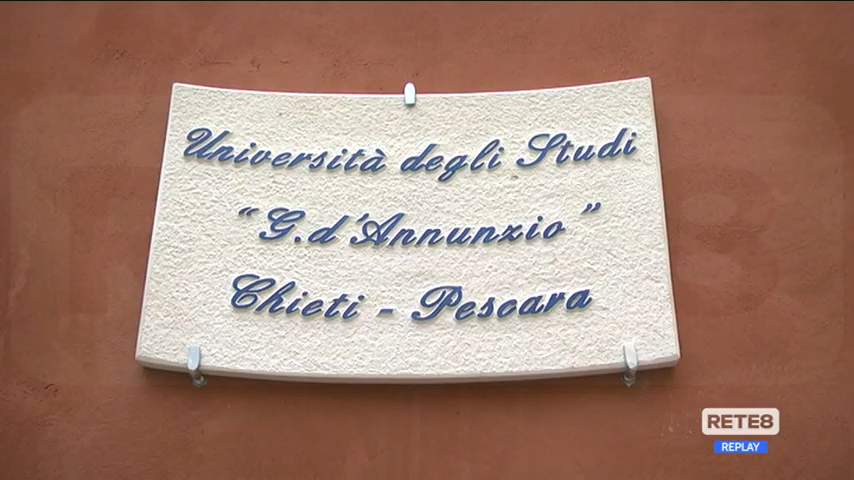 Università degli Studi
“G.d'Annunzio”
Chieti - Pescara
RETE8
REPLAY